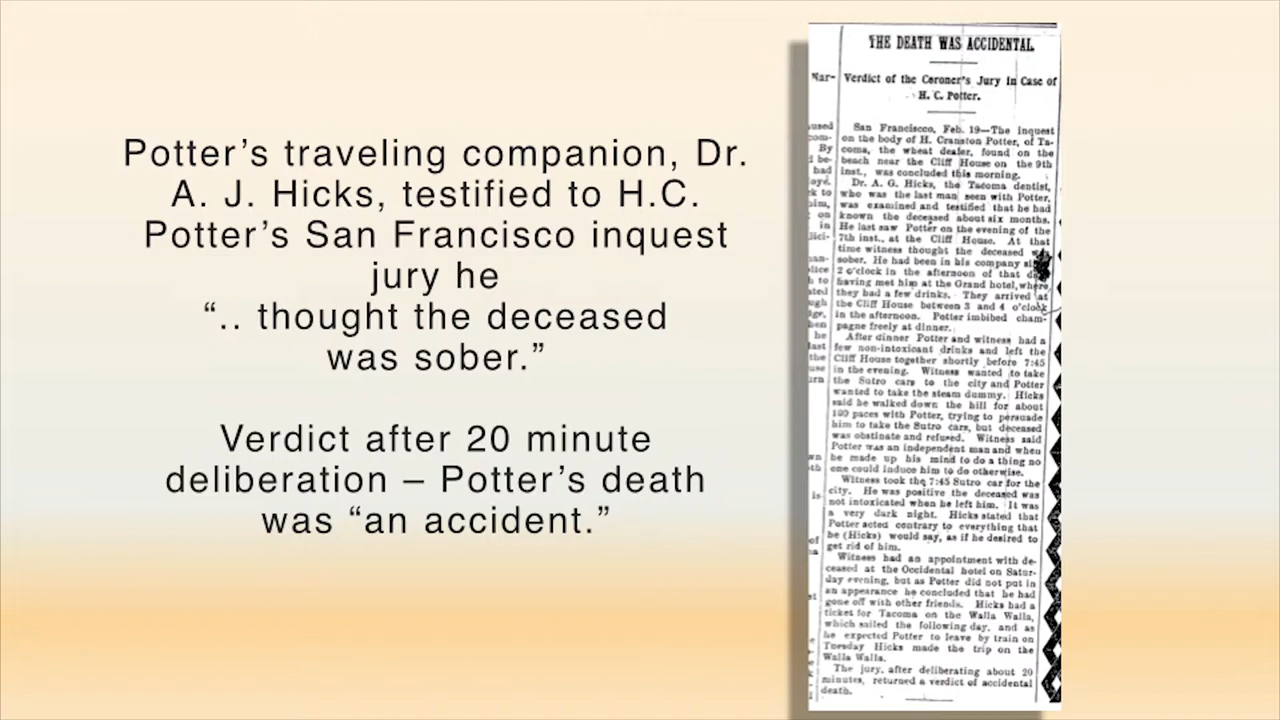 Potter’s traveling companion, Dr.
A. J. Hicks, testified to H.C.
Potter’s San Francisco inquest
jury he
“.. thought the deceased
was sober.”
Verdict after 20 minute
deliberation – Potter’s death
was “an accident.”
THE DEATH WAS ACCIDENTAL.
Nar-
Verdict of the Coroner's Jury in Case of
H. C. Potter.
San Francisco, Feb. 19—The inquest
on the body of H. Cranston Potter, of Ta-
coma, the wheat dealer, found on the
beach near the Cliff House on the 9th
inst., was concluded this morning.
Dr. A. G. Hicks, the Tacoma dentist,
who was the last man seen with Potter,
was examined and testified that he had
known the deceased about six months.
He last saw Potter on the evening of the
7th inst., at the Cliff House. At that
time witness thought the deceased
sober. He had been in his company
2 o'clock in the afternoon of that
having met him at the Grand hotel, where
they had a few drinks. They arrived at
the Cliff House between 3 and 4 o'clock
in the afternoon. Potter imbibed cham-
pagne freely at dinner.
After dinner Potter and witness had a
few non-intoxicant drinks and left the
Cliff House together shortly before 7:45
in the evening. Witness wanted to take
the Sutro cars to the city and Potter
wanted to take the steam dummy. Hicks
said he walked down the hill for about
100 paces with Potter, trying to persuade
him to take the Sutro cars, but deceased
was obstinate and refused. Witness said
Potter was an independent man and when
he made up his mind to do a thing no
one could induce him to do otherwise.
Witness took the 7:45 Sutro car for the
city. He was positive the deceased was
not intoxicated when he left him. It was
a very dark night. Hicks stated that
Potter acted contrary to everything that
he (Hicks) would say, as if he desired to
get rid of him.
Witness had an appointment with de-
ceased at the Occidental hotel on Satur-
day evening, but as Potter did not put in
an appearance he concluded that he had
gone off with other friends. Hicks had a
ticket for Tacoma on the Walla Walla,
which sailed the following day, and as
he expected Potter to leave by train on
Tuesday Hicks made the trip on the
Walla Walla.
The jury, after deliberating about 20
minutes, returned a verdict of accidental
death.